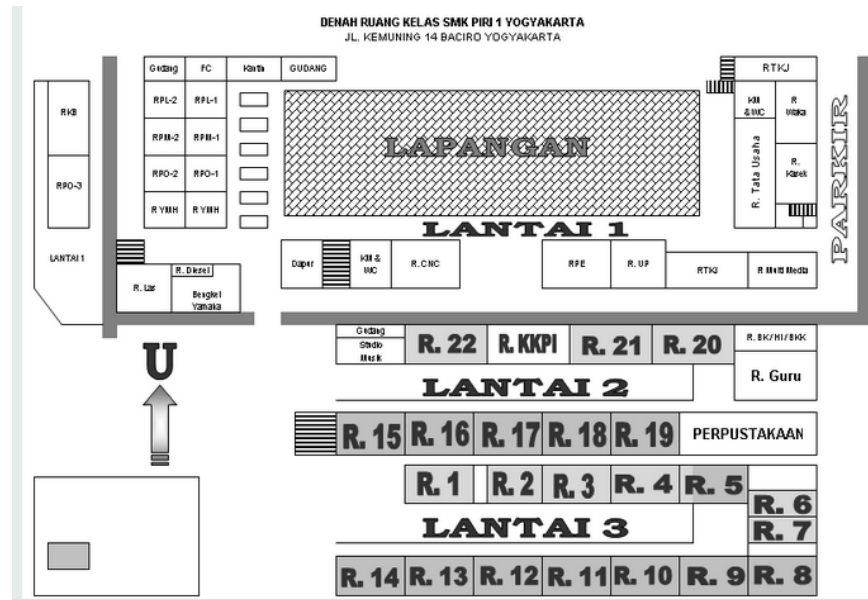 DENAH RUANG KELAS SMK PIRI 1 YOGYAKARTA
JL. KEMUNING 14 BACIRO YOGYAKARTA
Gudang FC Kantin GUDANG RTKJ
RKB RPL-2 RPL-1 KM & WC R Waka
RPM-2 RPM-1 LAPANGAN
RPO-3 RPO-2 RPO-1 R. Tata Usaha R. Kasek PARKIR
R YMH R YMH
LANTAI 1
LANTAI 1
Dapur KM & WC R. CNC RPE R. UP RTKJ R Multi Media
R. Las R. Diesel
Bengkel Yamaka
U
Gudang R. 22 R. KKPI R. 21 R. 20 R. BK/HI/BKK
Studio Musik
LANTAI 2 R. Guru
R. 15 R. 16 R. 17 R. 18 R. 19 PERPUSTAKAAN
R. 1 R. 2 R. 3 R. 4 R. 5
R. 6
LANTAI 3 R. 7
R. 14 R. 13 R. 12 R. 11 R. 10 R. 9 R. 8